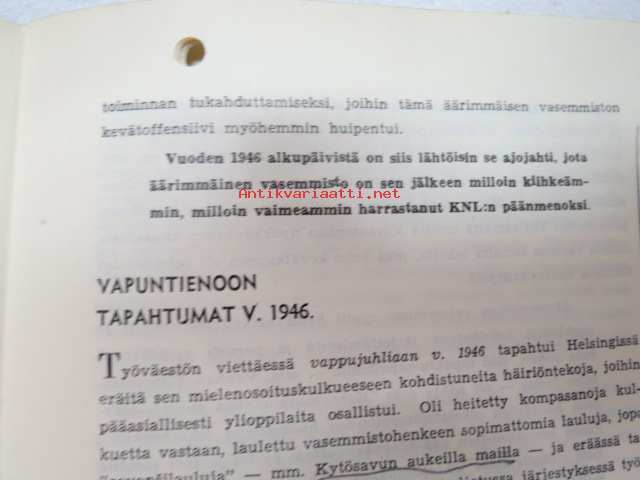 toiminnan tukahduttamiseksi, joihin tämä äärimmäisen vasemmiston
kevätoffensiivi myöhemmin huipentui.
Vuoden 1946 alkupäivistä on siis lähtöisin se ajojahti, jota
äärimmäinen vasemmisto on sen jälkeen milloin kiihkeäm-
Antikvariaatti.net
min, milloin vaimeammin harrastanut KNL:n päänmenoksi.
VAPUNTIENOON
TAPAHTUMAT V. 1946.
Työväestön viettäessä vappujuhliaan v. 1946 tapahtui Helsingissä
eräitä sen mielenosoituskulkueeseen kohdistuneita häiriöntekoja, joihin
pääasiallisesti ylioppilaita osallistui. Oli heitetty kompasanoja kul-
kuetta vastaan, laulettu vasemmistohenkeen sopimattomia lauluja, jopa
— mm. Kytösavun aukeilla mailla — ja eräässä ta
järjestyksessä työ